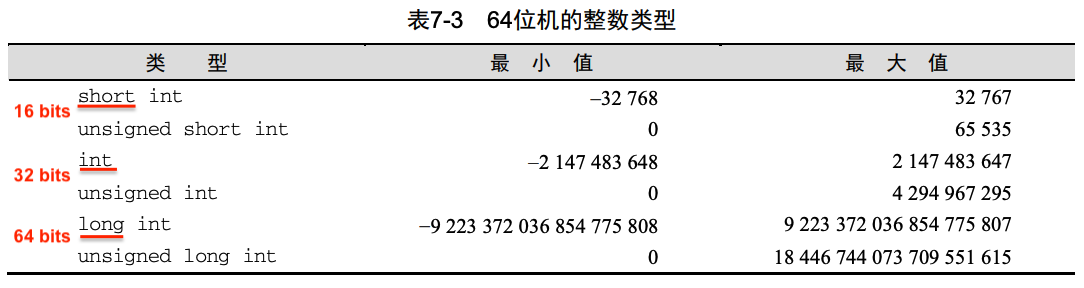 表7-3 64位机的整数类型
类 型 最 小 值 最 大 值
16 bits
short int –32 768 32 767
unsigned short int 0 65 535
32 bits
int –2 147 483 648 2 147 483 647
unsigned int 0 4 294 967 295
64 bits
long int –9 223 372 036 854 775 808 9 223 372 036 854 775 807
unsigned long int 0 18 446 744 073 709 551 615